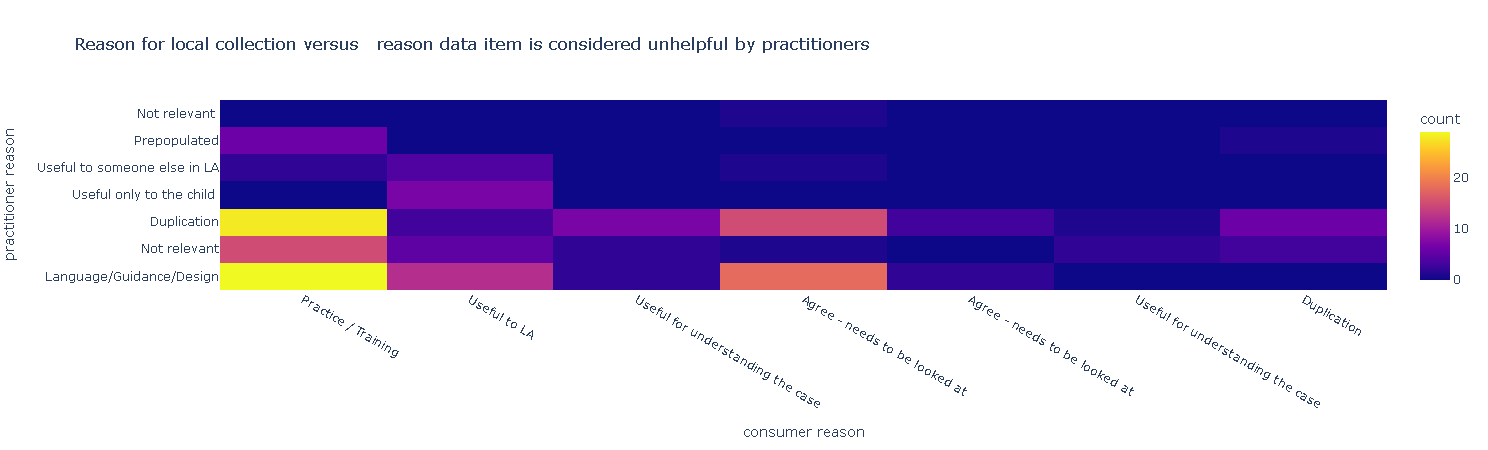 Reason for local collection versus   reason data item is considered unhelpful by practitioners
practitioner reason
Not relevant
Prepopulated
Useful to someone else in LA
Useful only to the child
Duplication
Not relevant
Language/Guidance/Design
Practice / Training
Useful to LA
Useful for understanding the case
Agree - needs to be looked at
Agree - needs to be looked at
Useful for understanding the case
Duplication
consumer reason
count
20
10
0